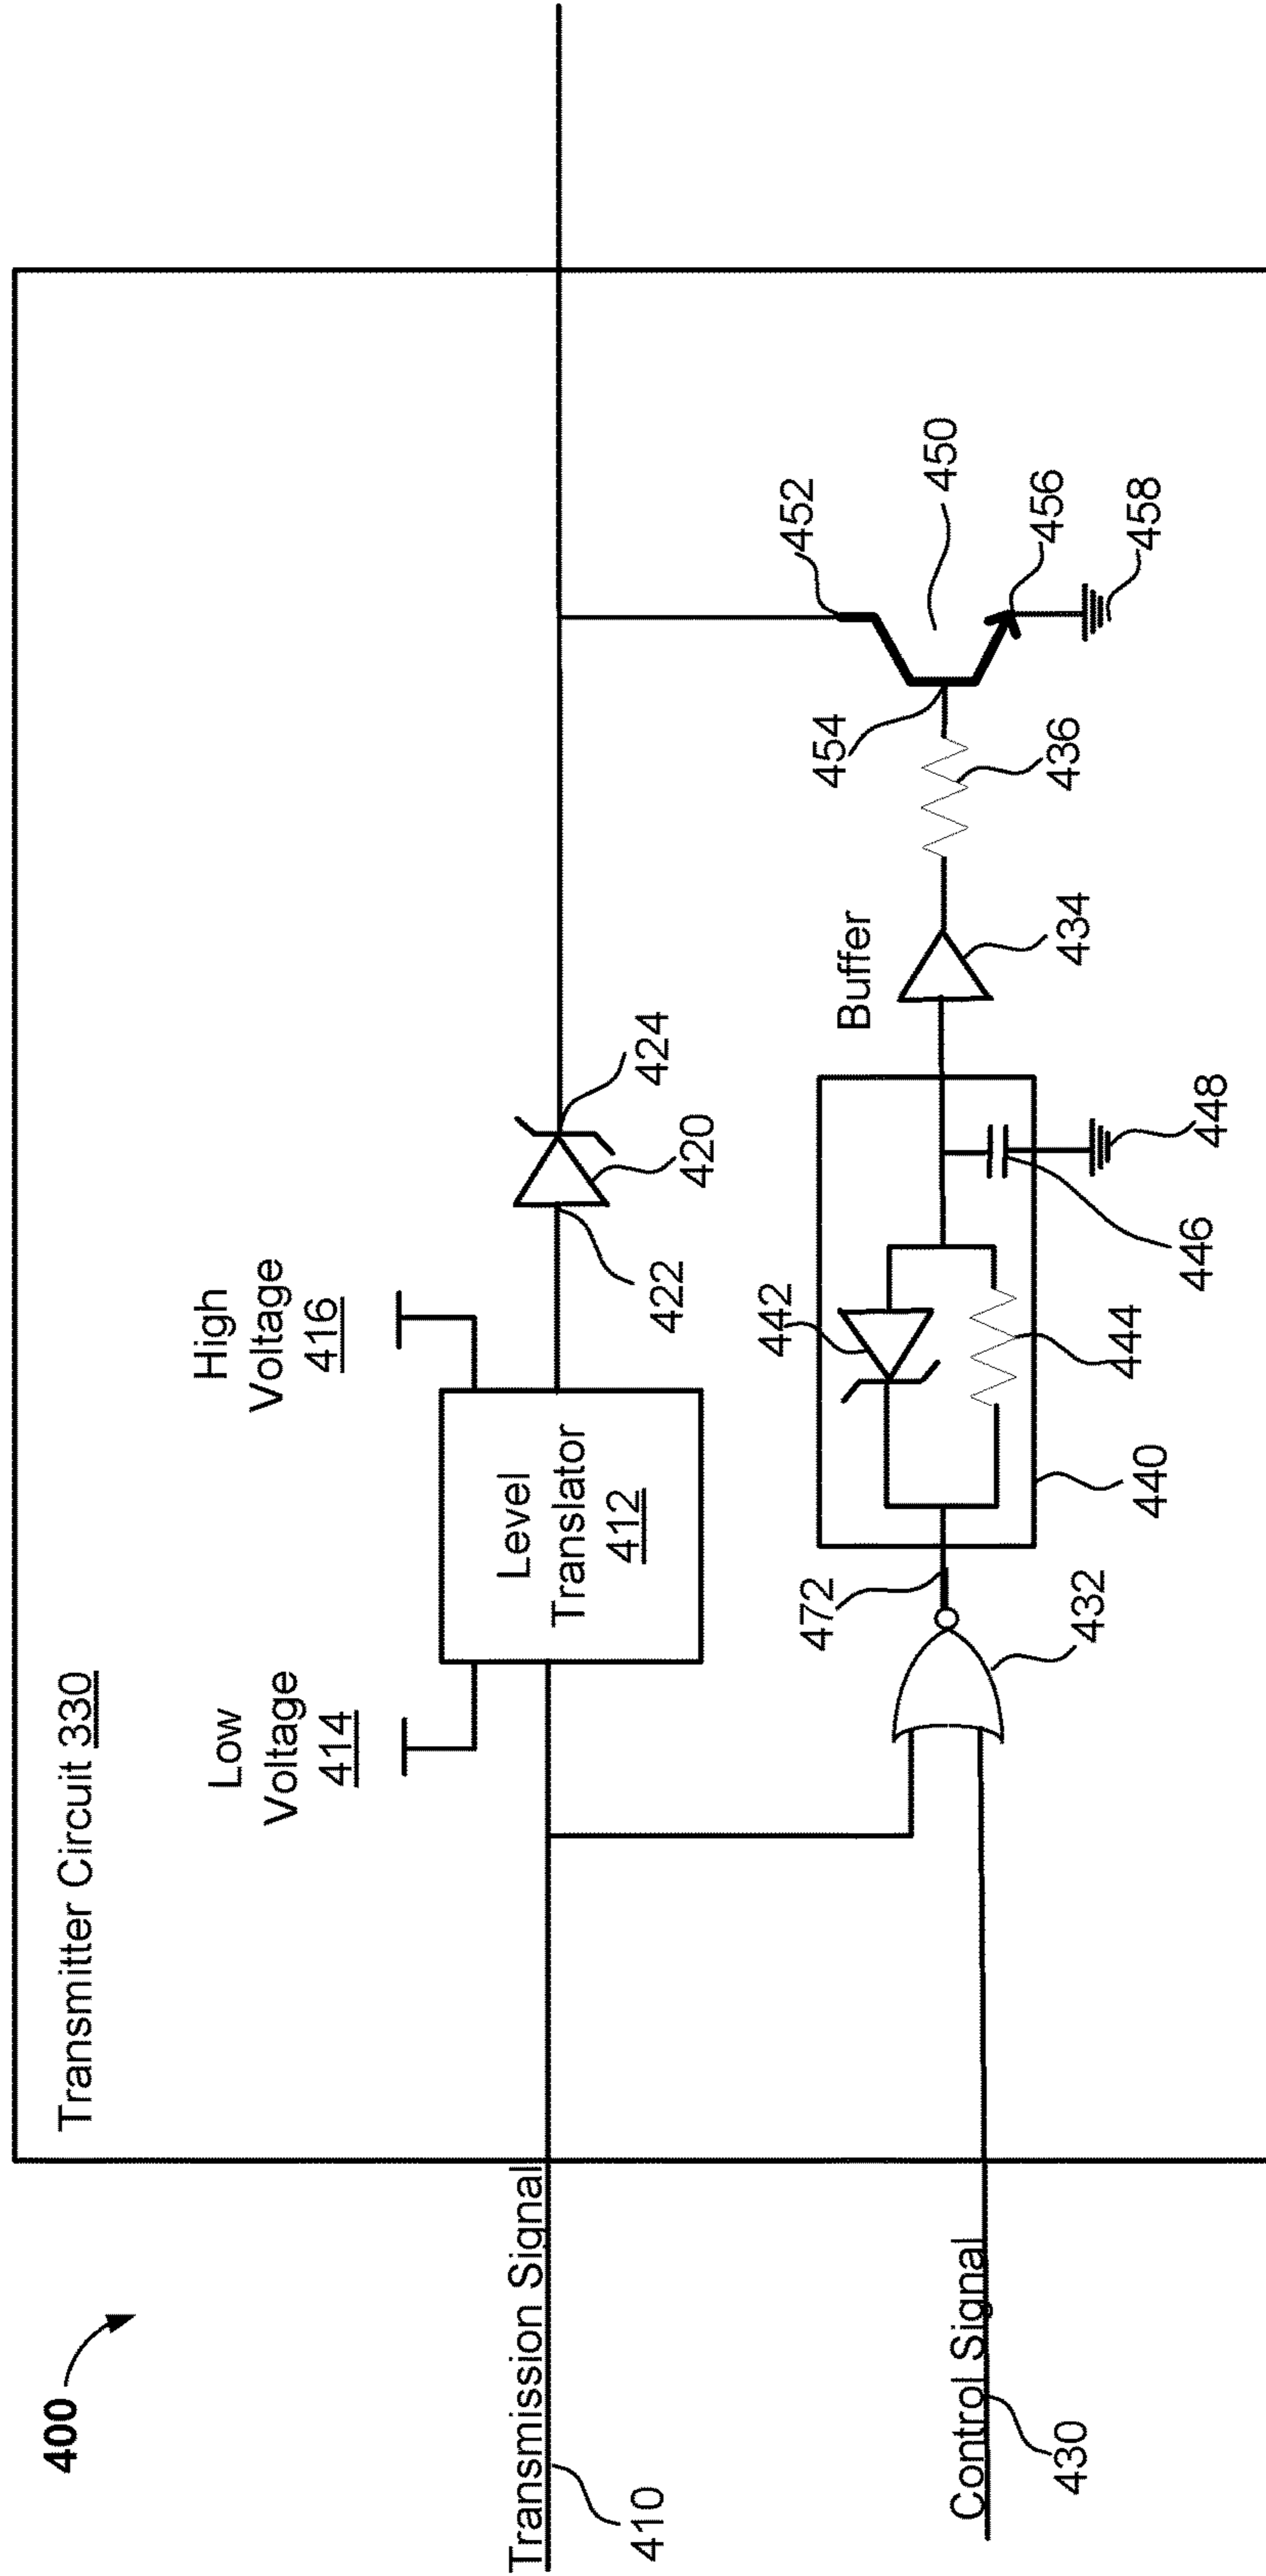 400
Transmitter Circuit 330
Low
Voltage
414
High
Voltage
416
Level
Translator
412
422
420
424
Transmission Signal
410
472
442
Buffer
454
452
450
432
440
444
446
448
434
436
456
458
Control Signal
430